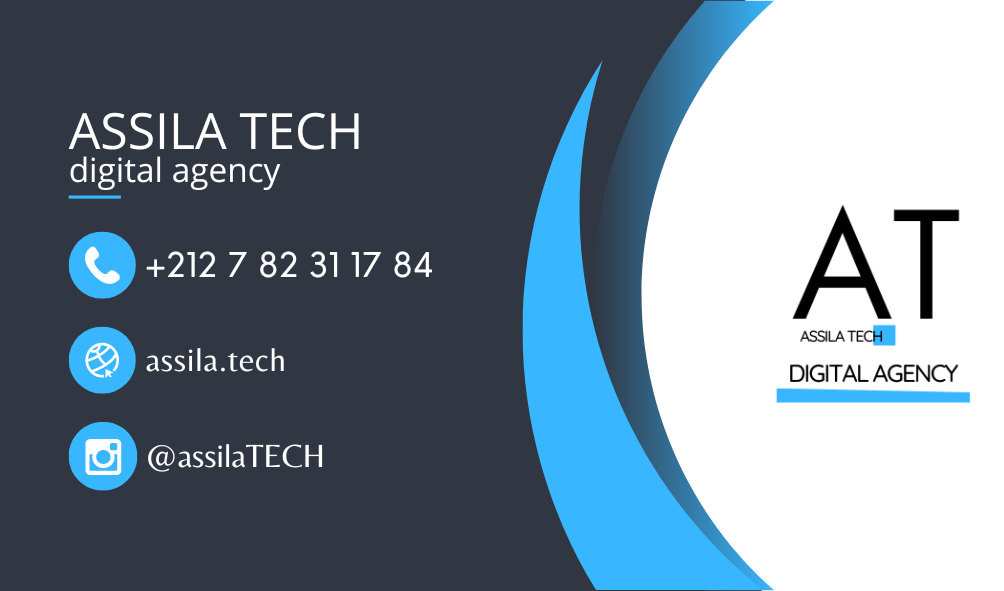 ASSILA TECH
digital agency
+212 7 82 31 17 84
assila.tech
@assilaTECH
AT
ASSILA TECH
DIGITAL AGENCY